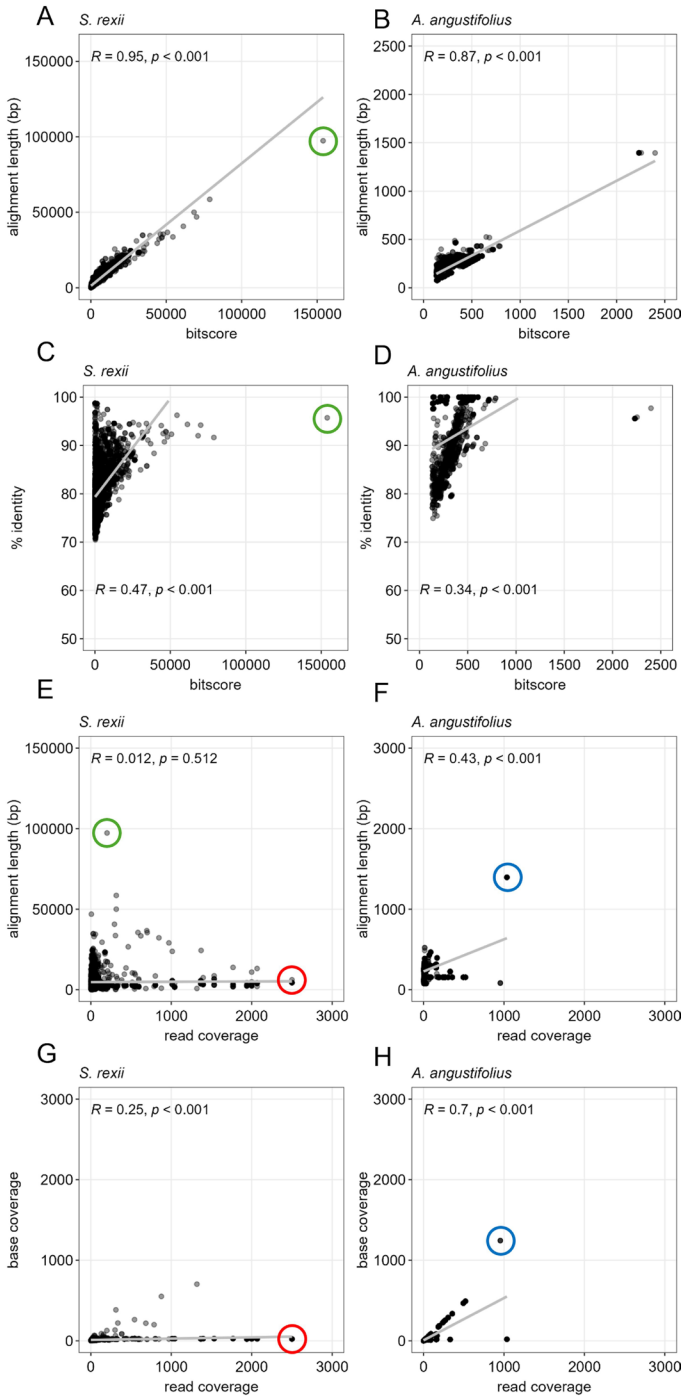 A
S. rexii
R = 0.95, p < 0.001
alighment length (bp)
150000
100000
50000
0
0 50000 100000 150000
bitscore
B
A. angustifolius
R = 0.87, p < 0.001
alignment length (bp)
2500
2000
1500
1000
500
0
0 500 1000 1500 2000 2500
bitscore
C
S. rexii
% identity
100
90
80
70
60
50
R = 0.47, p < 0.001
0 50000 100000 150000
bitscore
D
A. angustifolius
% identity
100
90
80
70
60
50
R = 0.34, p < 0.001
0 500 1000 1500 2000 2500
bitscore
E
S. rexii
R = 0.012, p = 0.512
alignment length (bp)
150000
100000
50000
0
0 1000 2000 3000
read coverage
F
A. angustifolius
R = 0.43, p < 0.001
alignment length (bp)
3000
2000
1000
0
0 1000 2000 3000
read coverage
G
S. rexii
R = 0.25, p < 0.001
base coverage
3000
2000
1000
0
0 1000 2000 3000
read coverage
H
A. angustifolius
R = 0.7, p < 0.001
base coverage
3000
2000
1000
0
0 1000 2000 3000
read coverage